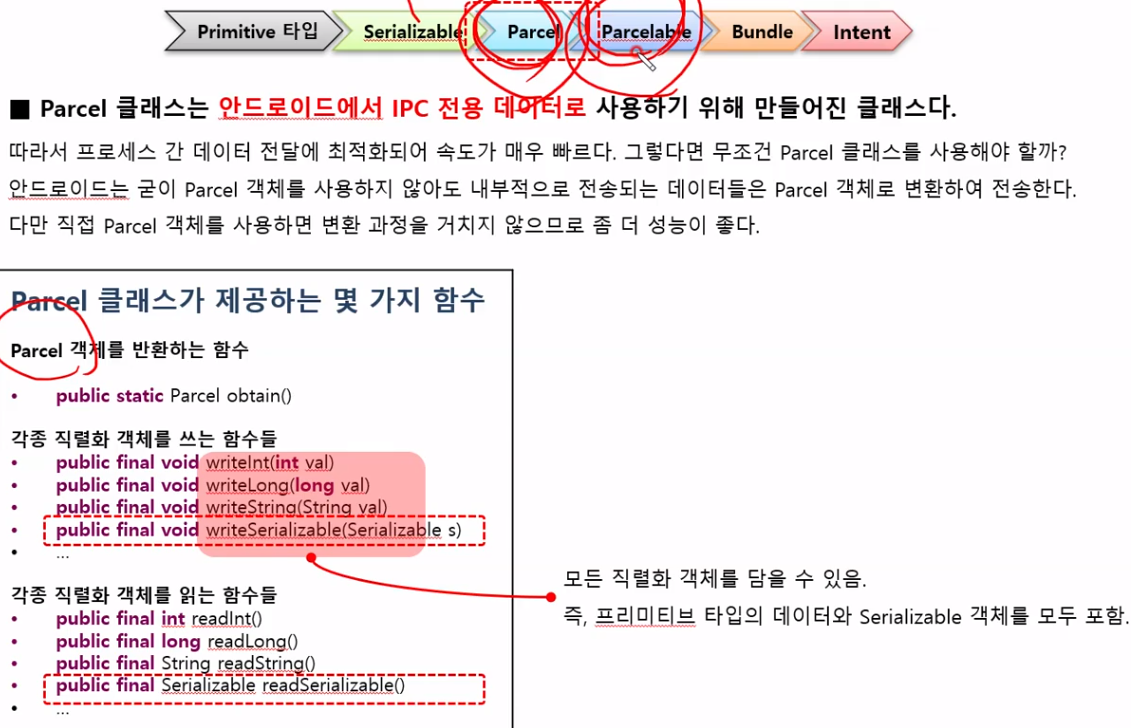 Primitive 타입 Serializable Parcel Parcelable Bundle Intent
■ Parcel 클래스는 안드로이드에서 IPC 전용 데이터로 사용하기 위해 만들어진 클래스다.
따라서 프로세스 간 데이터 전달에 최적화되어 속도가 매우 빠르다. 그렇다면 무조건 Parcel 클래스를 사용해야 할까?
안드로이드는 굳이 Parcel 객체를 사용하지 않아도 내부적으로 전송되는 데이터들은 Parcel 객체로 변환하여 전송한다.
다만 직접 Parcel 객체를 사용하면 변환 과정을 거치지 않으므로 좀 더 성능이 좋다.
Parcel 클래스가 제공하는 몇 가지 함수
Parcel 객체를 반환하는 함수
• public static Parcel obtain()
각종 직렬화 객체를 쓰는 함수들
• public final void writeInt(int val)
• public final void writeLong(long val)
• public final void writeString(String val)
• public final void writeSerializable(Serializable s)
• ...
각종 직렬화 객체를 읽는 함수들
• public final int readInt()
• public final long readLong()
• public final String readString()
• public final Serializable readSerializable()
• ...
모든 직렬화 객체를 담을 수 있음.
즉, 프리미티브 타입의 데이터와 Serializable 객체를 모두 포함.